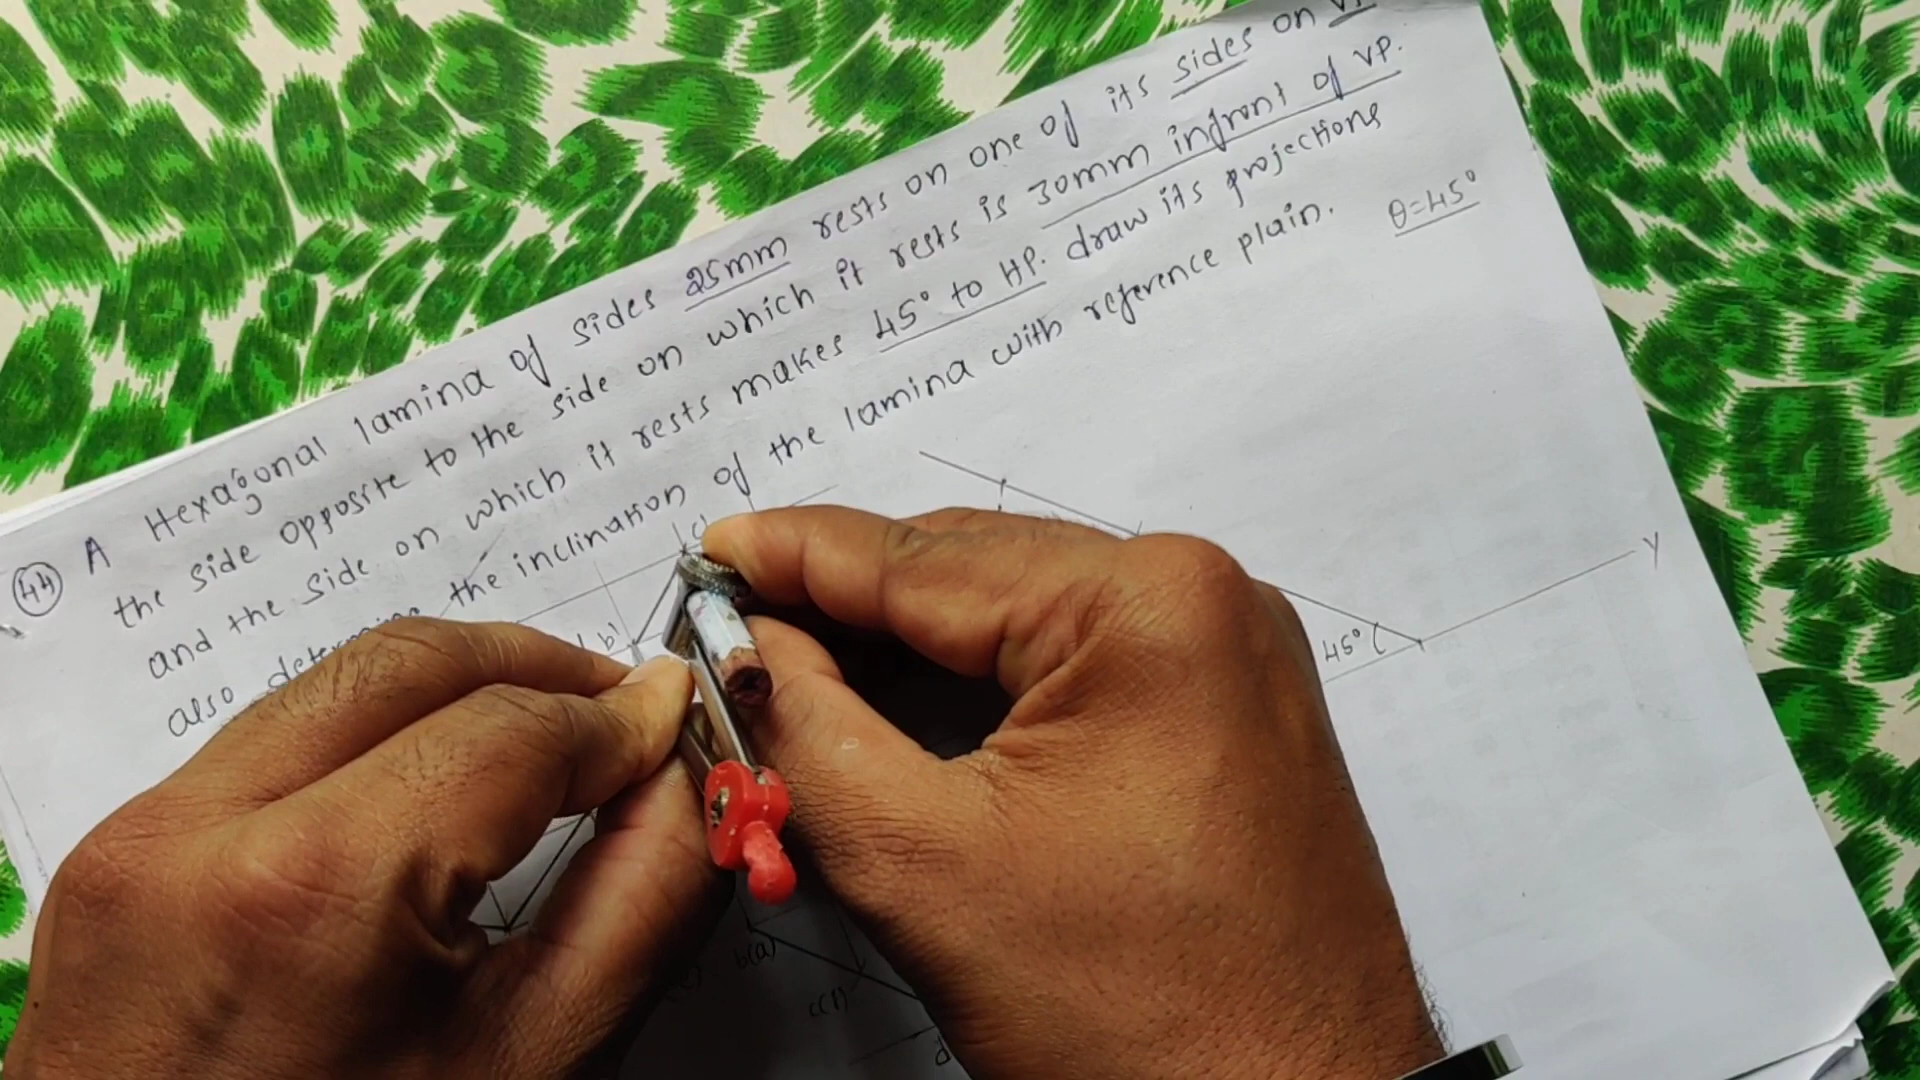 44 A Hexagonal lamina of sides 25mm rests on one of its sides on VP
the side opposite to the side on which it rests is 30mm infront of VP.
and the side on which it rests makes 45° to HP. draw its projections
also determine the inclination of the lamina with reference plain.
θ=45°
Y
45°
c'
b'
b(a)
c(f)
d